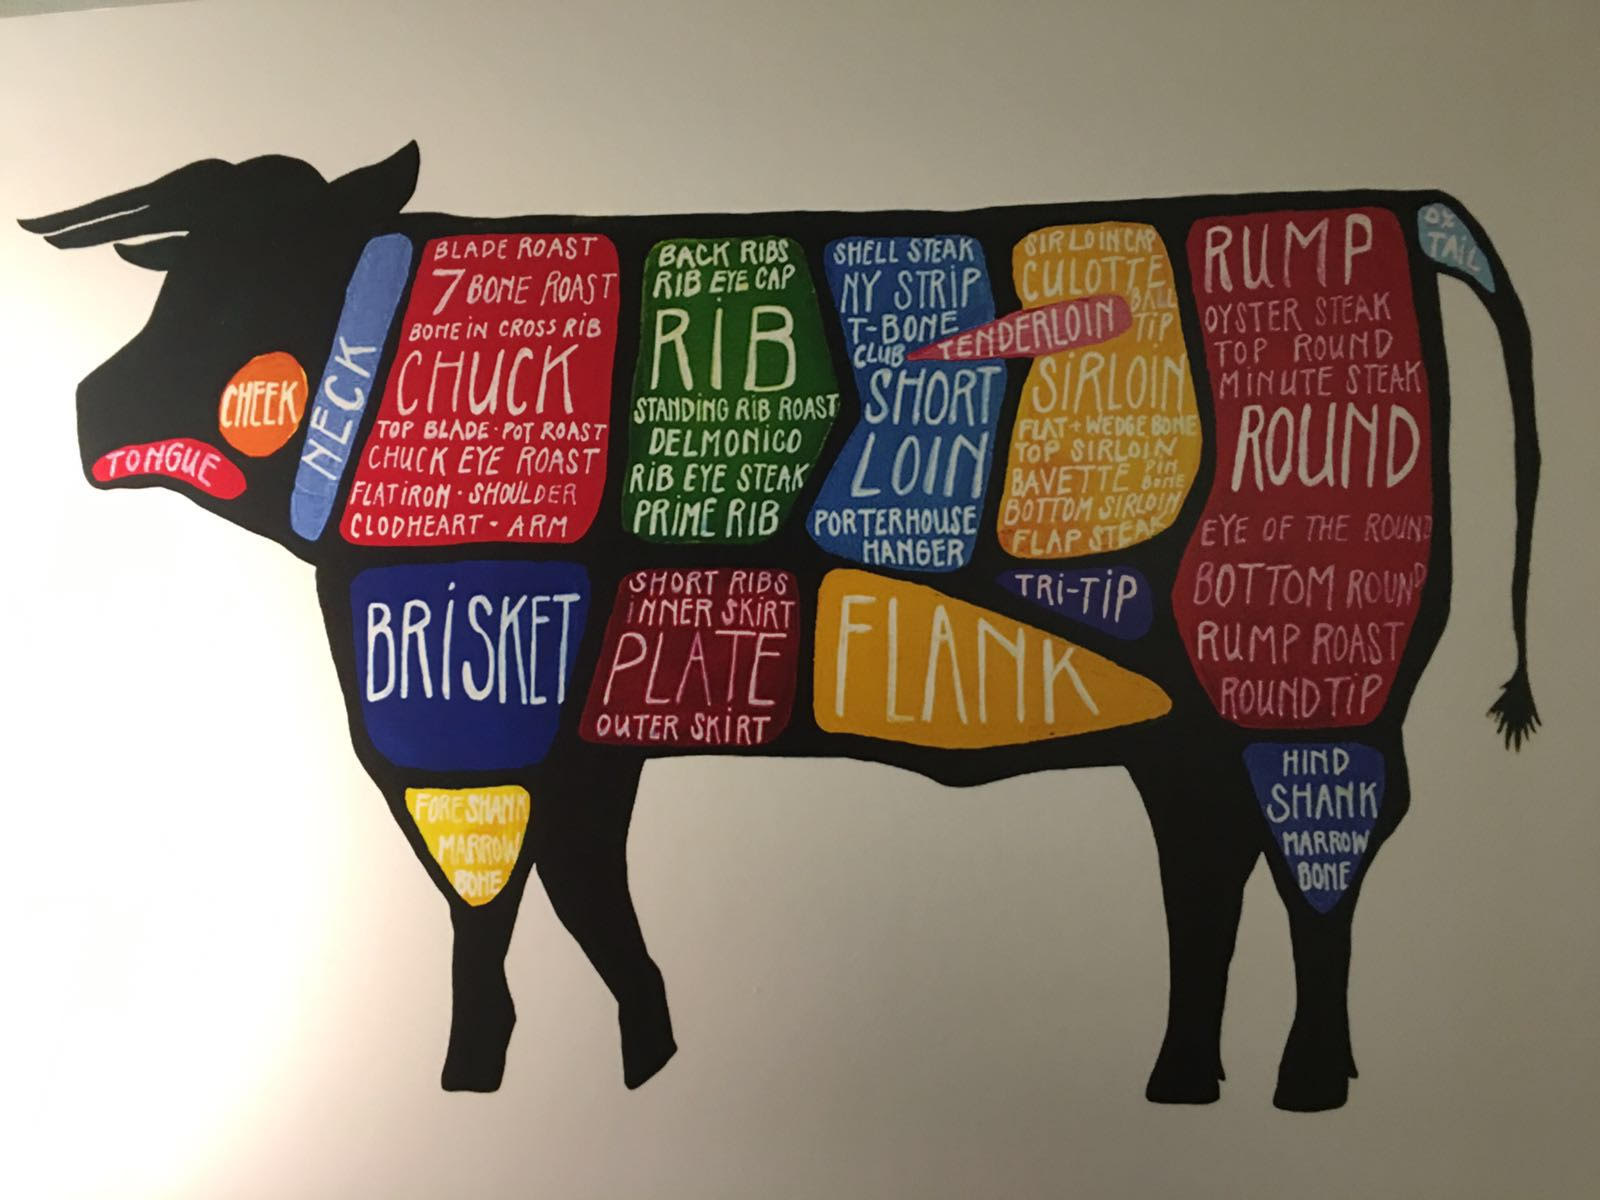 TONGUE
CHEEK
NECK
BLADE ROAST
7 BONE ROAST
BONE IN CROSS RIB
CHUCK
TOP BLADE · POT ROAST
CHUCK EYE ROAST
FLATIRON · SHOULDER
CLODHEART - ARM
BACK RIBS
RIB EYE CAP
RIB
STANDING RIB ROAST
DELMONICO
RIB EYE STEAK
PRIME RIB
SHELL STEAK
NY STRIP
T-BONE
CLUB
SHORT
LOIN
PORTERHOUSE
HANGER
TENDERLOIN
SIRLOIN CAP
CULOTTE
BALL
TIP
SIRLOIN
FLAT + WEDGE BONE
TOP SIRLOIN
BAVETTE PIN BONE
BOTTOM SIRLOIN
FLAP STEAK
RUMP
OYSTER STEAK
TOP ROUND
MINUTE STEAK
ROUND
EYE OF THE ROUND
BOTTOM ROUND
RUMP ROAST
ROUND TIP
OX
TAIL
BRISKET
SHORT RIBS
INNER SKIRT
PLATE
OUTER SKIRT
FLANK
TRI-TIP
FORESHANK
MARROW
BONE
HIND
SHANK
MARROW
BONE